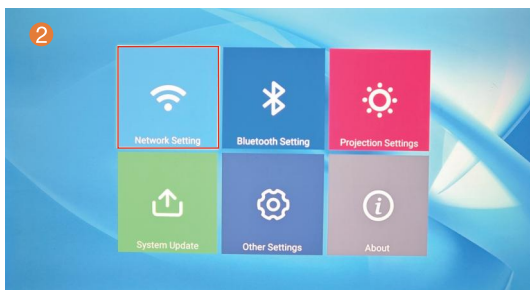 2
Network Setting
Bluetooth Setting
Projection Settings
System Update
Other Settings
About